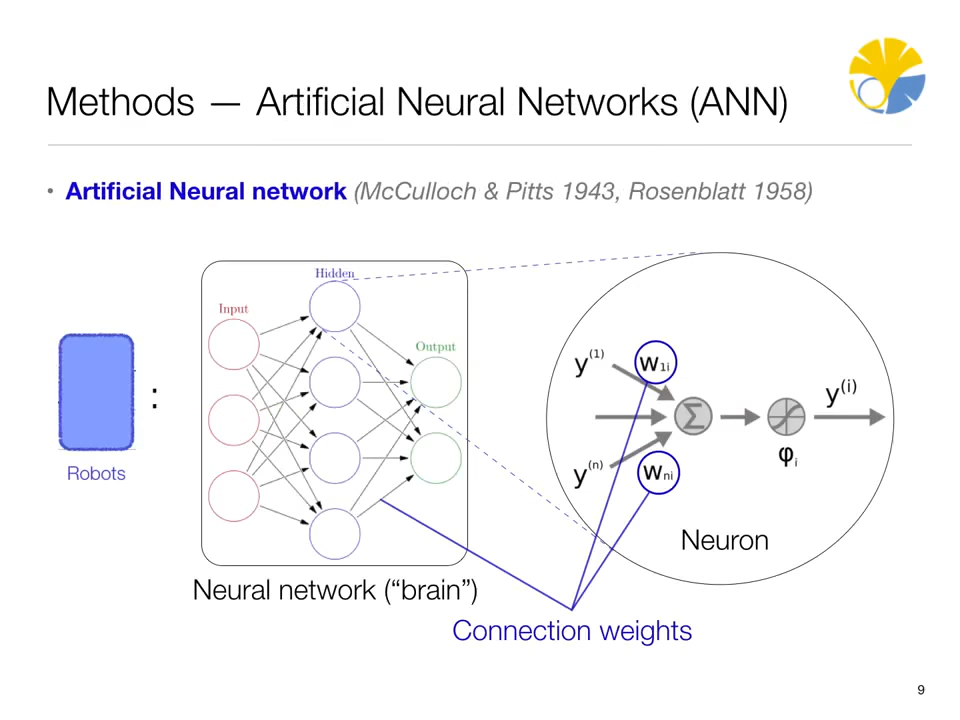 Methods — Artificial Neural Networks (ANN)
• Artificial Neural network (McCulloch & Pitts 1943, Rosenblatt 1958)
Hidden
Input
Output
Robots
:
Neural network (“brain”)
y(1)
w1i
Σ
y(i)
φi
y(n)
wni
Neuron
Connection weights
9